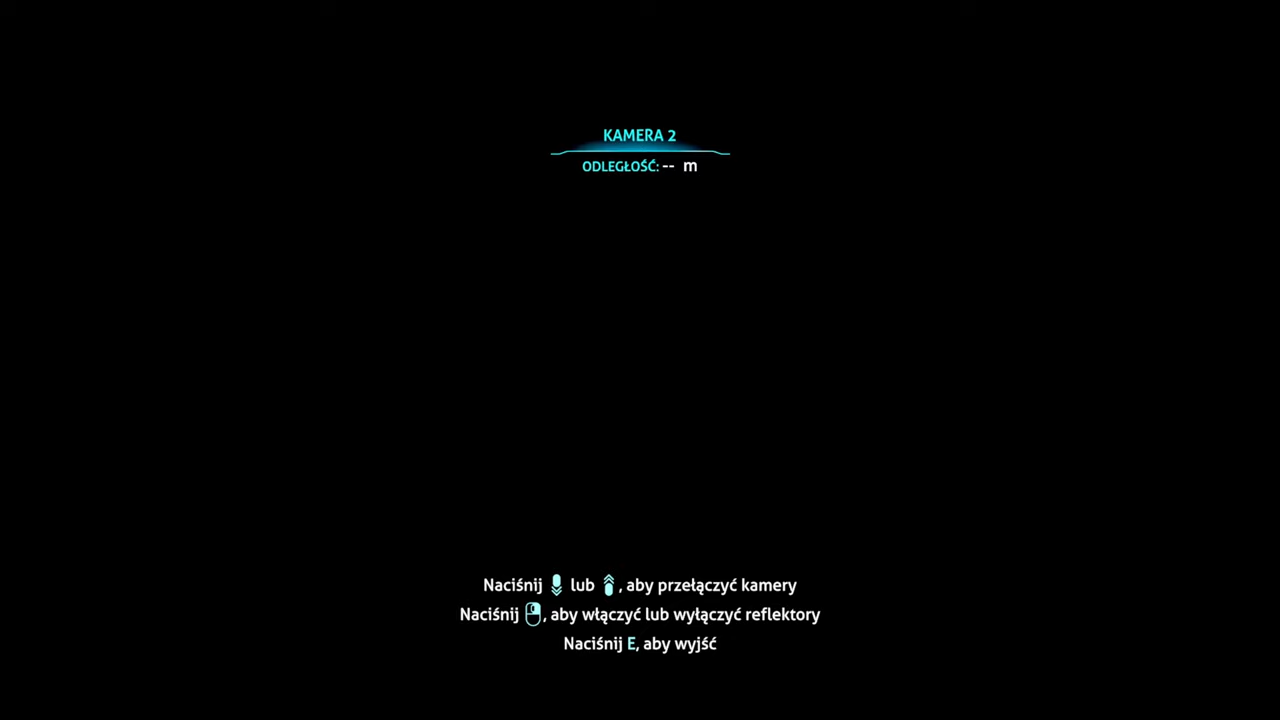 KAMERA 2
ODLEGŁOŚĆ: -- m
Naciśnij lub , aby przełączyć kamery
Naciśnij , aby włączyć lub wyłączyć reflektory
Naciśnij E, aby wyjść